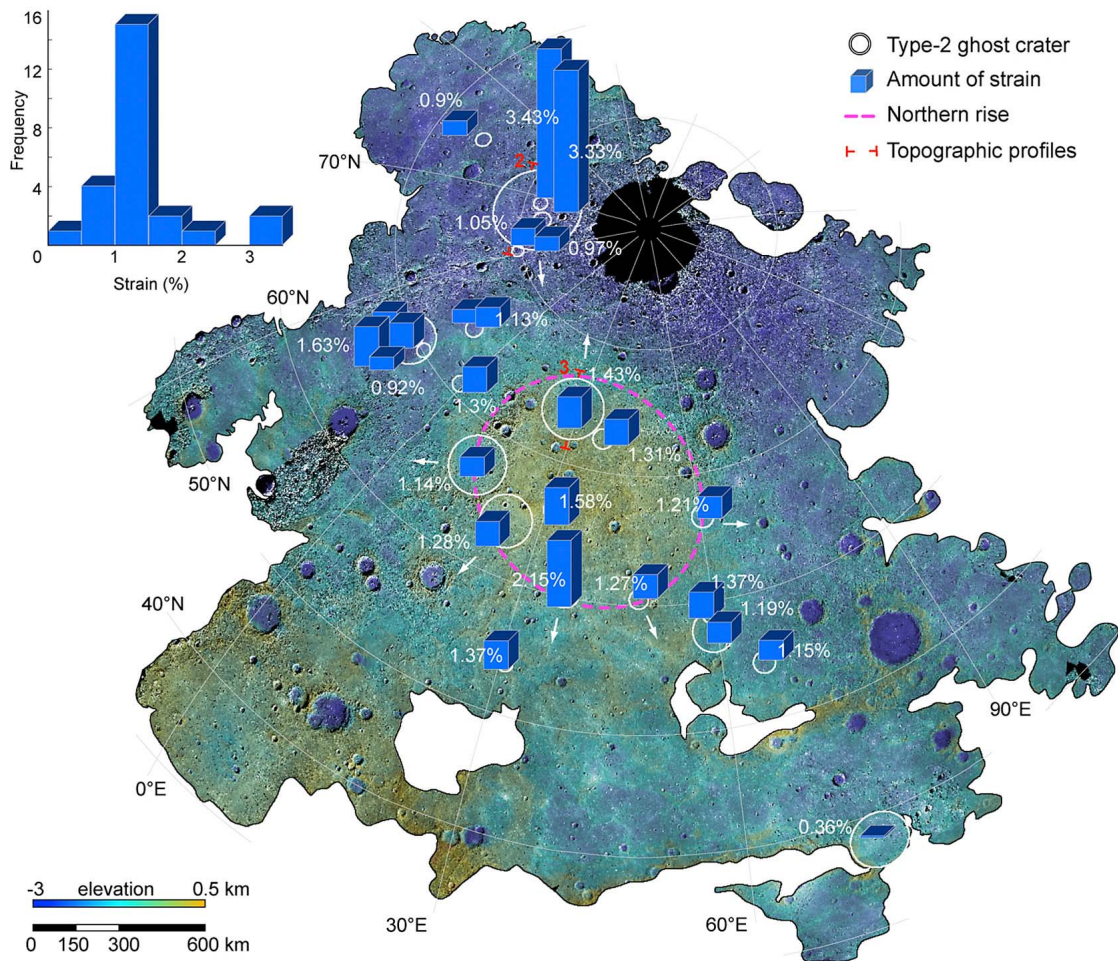 16
12
8
4
0
1
2
3
Frequency
Strain (%)
Type-2 ghost crater
Amount of strain
Northern rise
Topographic profiles
0.9%
3.43%
3.33%
70°N
2
1.05%
0.97%
60°N
1.63%
1.13%
0.92%
1.3%
3
1.43%
1.31%
50°N
1.14%
1.58%
1.21%
1.28%
2.15%
1.27%
1.37%
1.19%
40°N
1.37%
1.15%
90°E
0°E
0.36%
-3 elevation 0.5 km
0 150 300 600 km
30°E
60°E